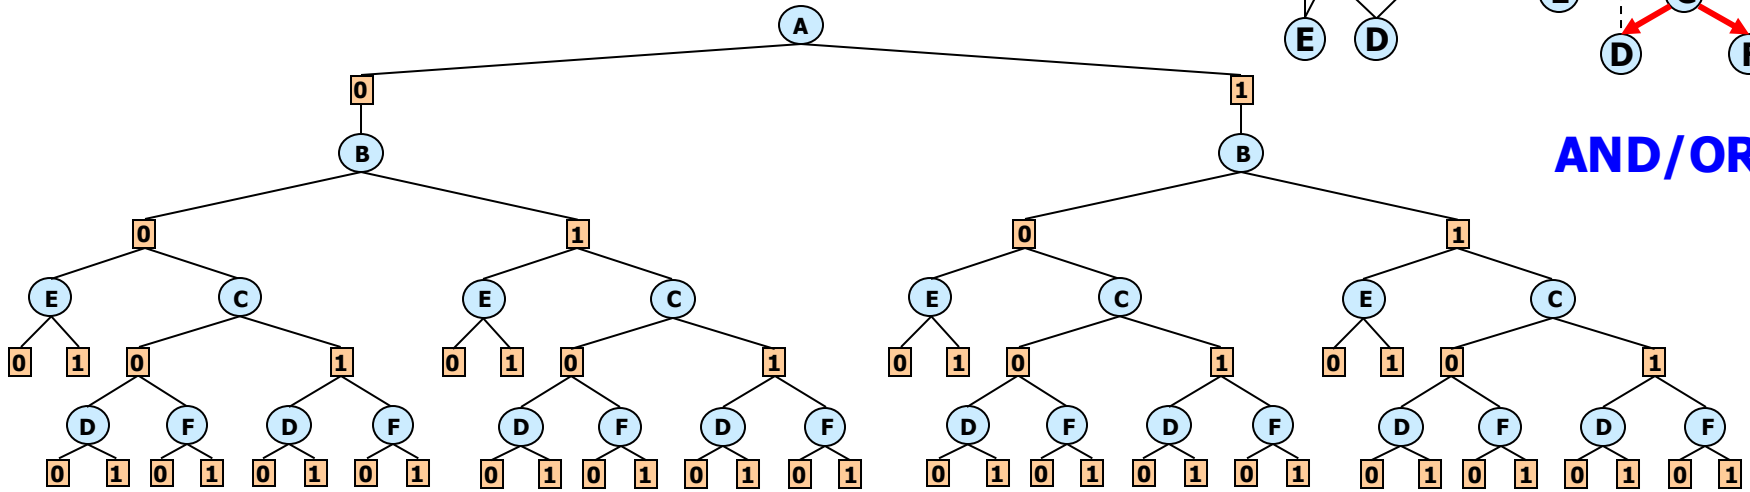 A
E D
D
0 1
B B
AND/OR
0 1 0 1
E C E C E C E C
0 1 0 1 0 1 0 1 0 1 0 1 0 1 0 1
D F D F D F D F D F D F D F D F
0 1 0 1 0 1 0 1 0 1 0 1 0 1 0 1 0 1 0 1 0 1 0 1 0 1 0 1 0 1 0 1